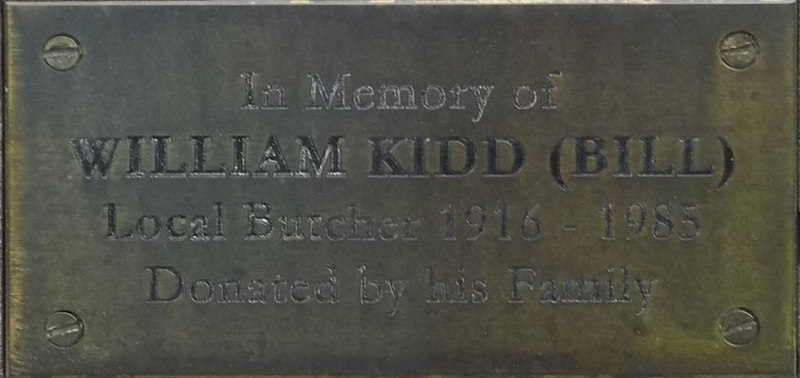 In Memory of
WILLIAM KIDD (BILL)
Local Butcher 1916 - 1985
Donated by his Family